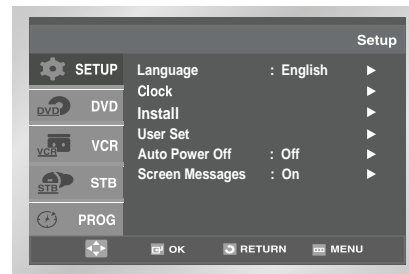 Setup
SETUP
DVD DVD
VCR VCR
STB STB
PROG
Language : English ►
Clock ►
Install ►
User Set ►
Auto Power Off : Off ►
Screen Messages : On ►
OK RETURN MENU